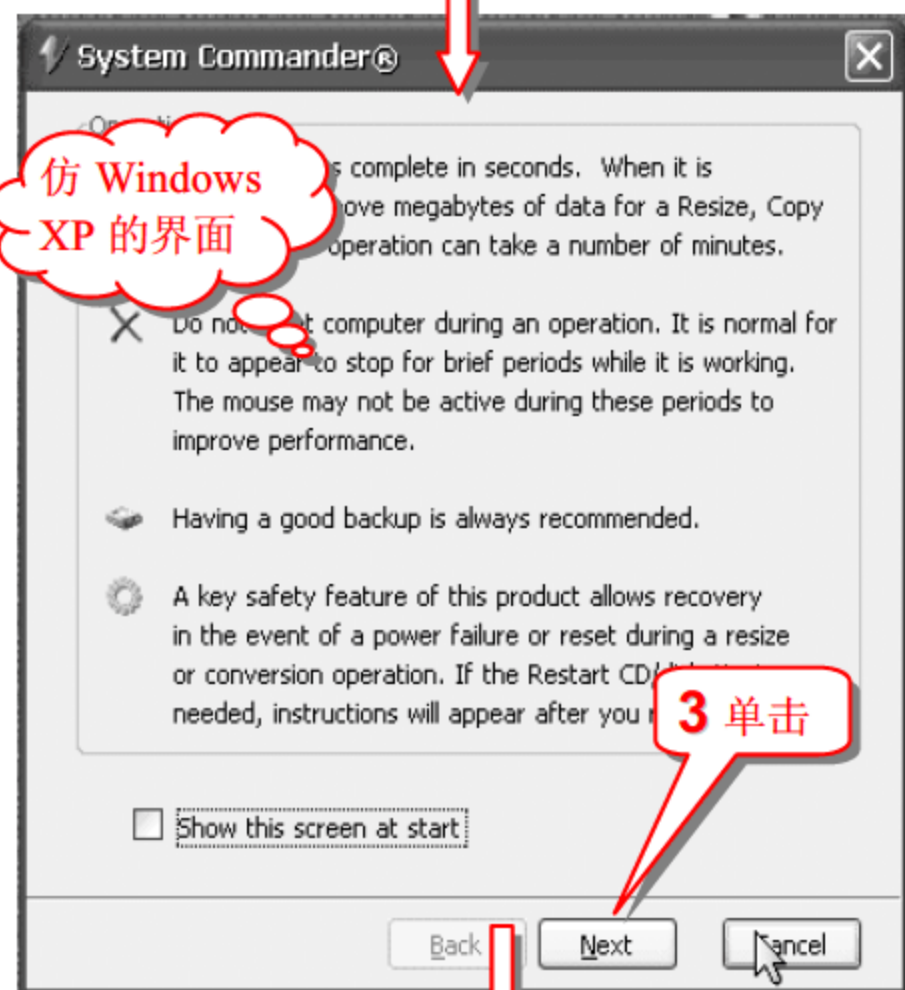 System Commander®
仿 Windows
XP 的界面
complete in seconds. When it is
megabytes of data for a Resize, Copy
operation can take a number of minutes.
Do not computer during an operation. It is normal for
it to appear to stop for brief periods while it is working.
The mouse may not be active during these periods to
improve performance.
Having a good backup is always recommended.
A key safety feature of this product allows recovery
in the event of a power failure or reset during a resize
or conversion operation. If the Restart CD/
needed, instructions will appear after you
3 单击
Show this screen at start
Back
Next
Cancel